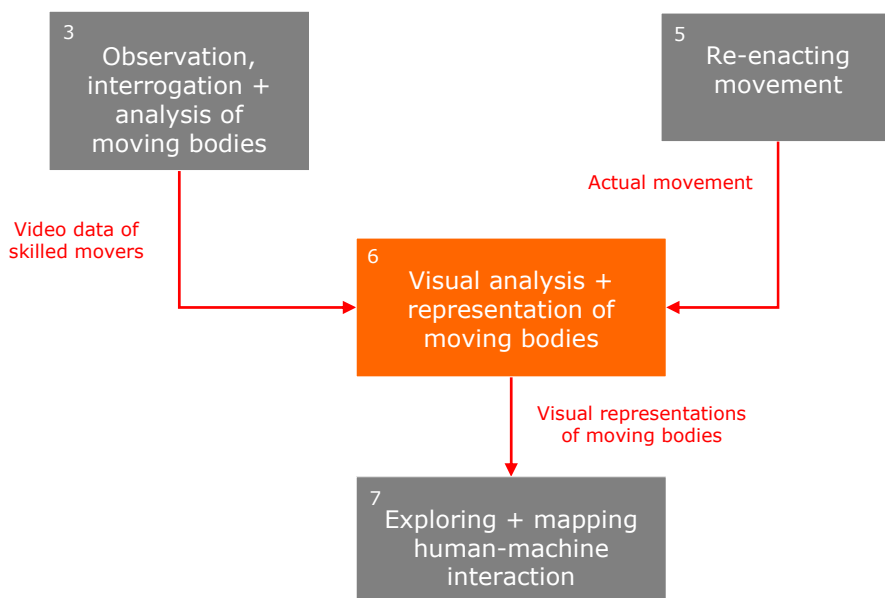 3
Observation,
interrogation +
analysis of
moving bodies
5
Re-enacting
movement
Actual movement
Video data of
skilled movers
6
Visual analysis +
representation of
moving bodies
Visual representations
of moving bodies
7
Exploring + mapping
human-machine
interaction